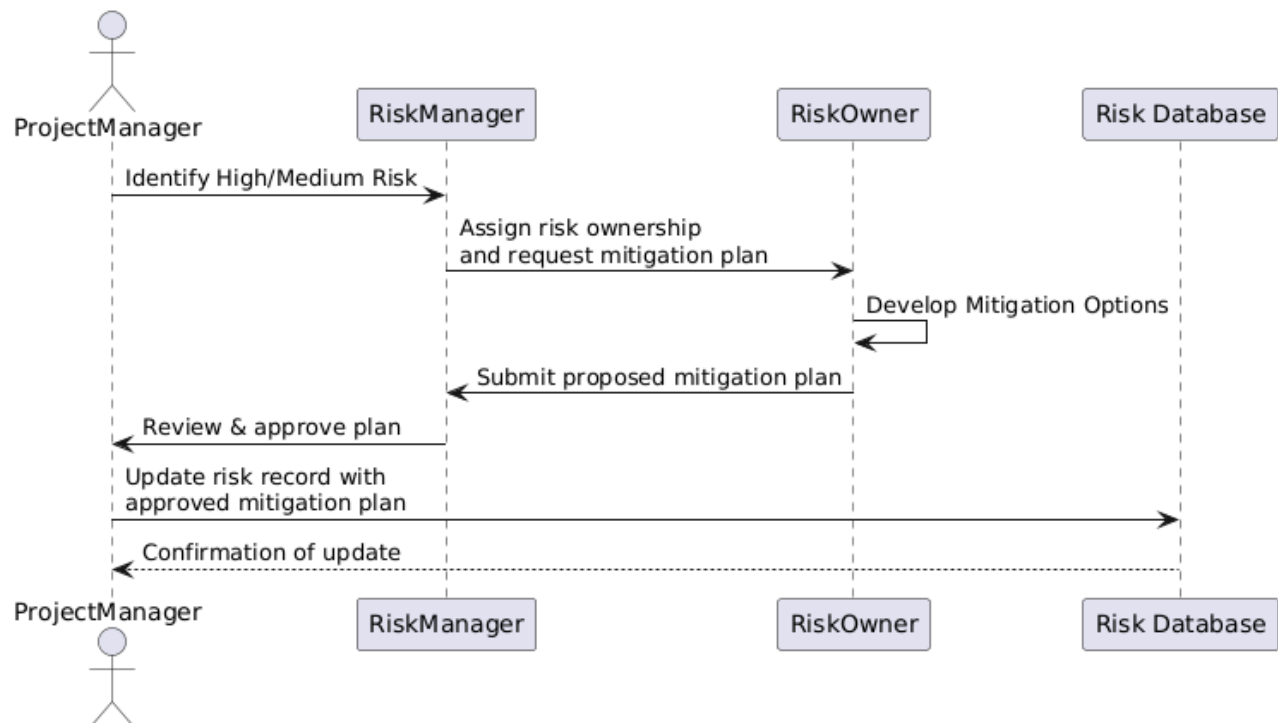 ProjectManager
RiskManager
RiskOwner
Risk Database
Identify High/Medium Risk
Assign risk ownership
and request mitigation plan
Develop Mitigation Options
Submit proposed mitigation plan
Review & approve plan
Update risk record with
approved mitigation plan
Confirmation of update
ProjectManager
RiskManager
RiskOwner
Risk Database